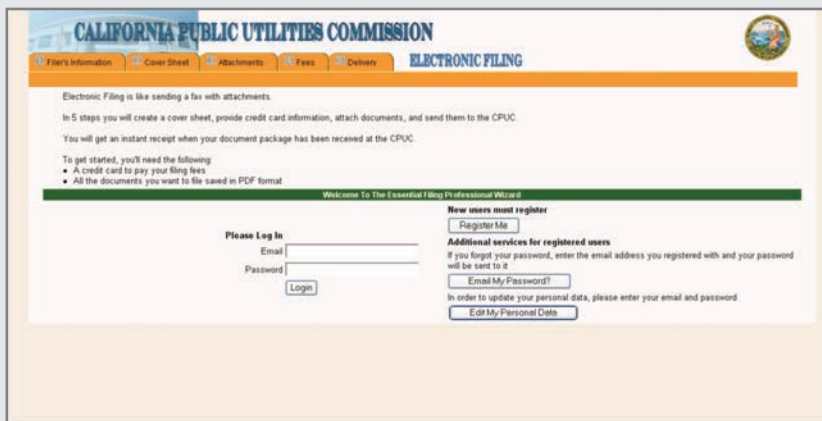 CALIFORNIA PUBLIC UTILITIES COMMISSION
Filer's Information Cover Sheet Attachments Fees Delivery ELECTRONIC FILING
Electronic Filing is like sending a fax with attachments.
In 5 steps you will create a cover sheet, provide credit card information, attach documents, and send them to the CPUC.
You will get an instant receipt when your document package has been received at the CPUC.
To get started, you'll need the following:
• A credit card to pay your filing fees
• All the documents you want to file saved in PDF format
Welcome To The Essential Filing Professional Wizard
Please Log In
Email
Password
Login
New users must register
Register Me
Additional services for registered users
If you forgot your password, enter the email address you registered with and your password
will be sent to it
Email My Password?
In order to update your personal data, please enter your email and password
Edit My Personal Data